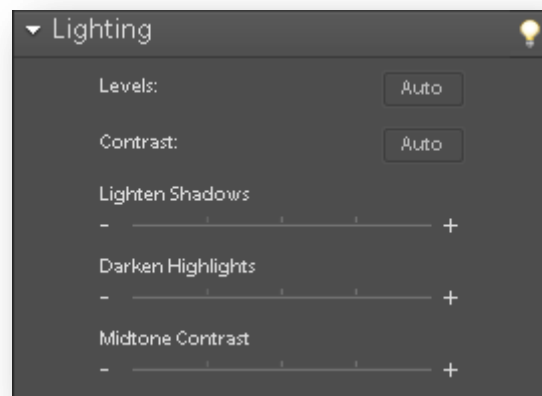 Lighting
Levels: Auto
Contrast: Auto
Lighten Shadows
- +
Darken Highlights
- +
Midtone Contrast
- +